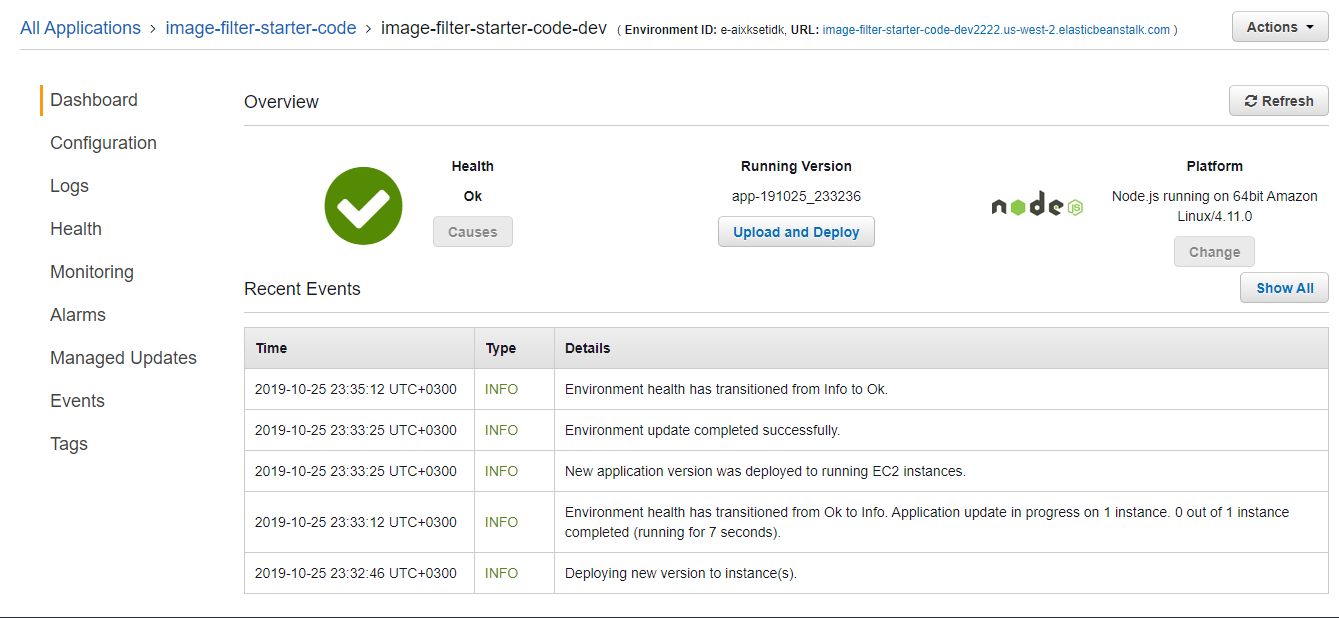 All Applications › image-filter-starter-code › image-filter-starter-code-dev ( Environment ID: e-aixksetidk, URL: image-filter-starter-code-dev2222.us-west-2.elasticbeanstalk.com )
Actions
Dashboard
Configuration
Logs
Health
Monitoring
Alarms
Managed Updates
Events
Tags
Overview
Refresh
Health
Ok
Causes
Running Version
app-191025_233236
Upload and Deploy
node JS
Platform
Node.js running on 64bit Amazon
Linux/4.11.0
Change
Recent Events
Show All
Time Type Details
2019-10-25 23:35:12 UTC+0300 INFO Environment health has transitioned from Info to Ok.
2019-10-25 23:33:25 UTC+0300 INFO Environment update completed successfully.
2019-10-25 23:33:25 UTC+0300 INFO New application version was deployed to running EC2 instances.
2019-10-25 23:33:12 UTC+0300 INFO Environment health has transitioned from Ok to Info. Application update in progress on 1 instance. 0 out of 1 instance
completed (running for 7 seconds).
2019-10-25 23:32:46 UTC+0300 INFO Deploying new version to instance(s).